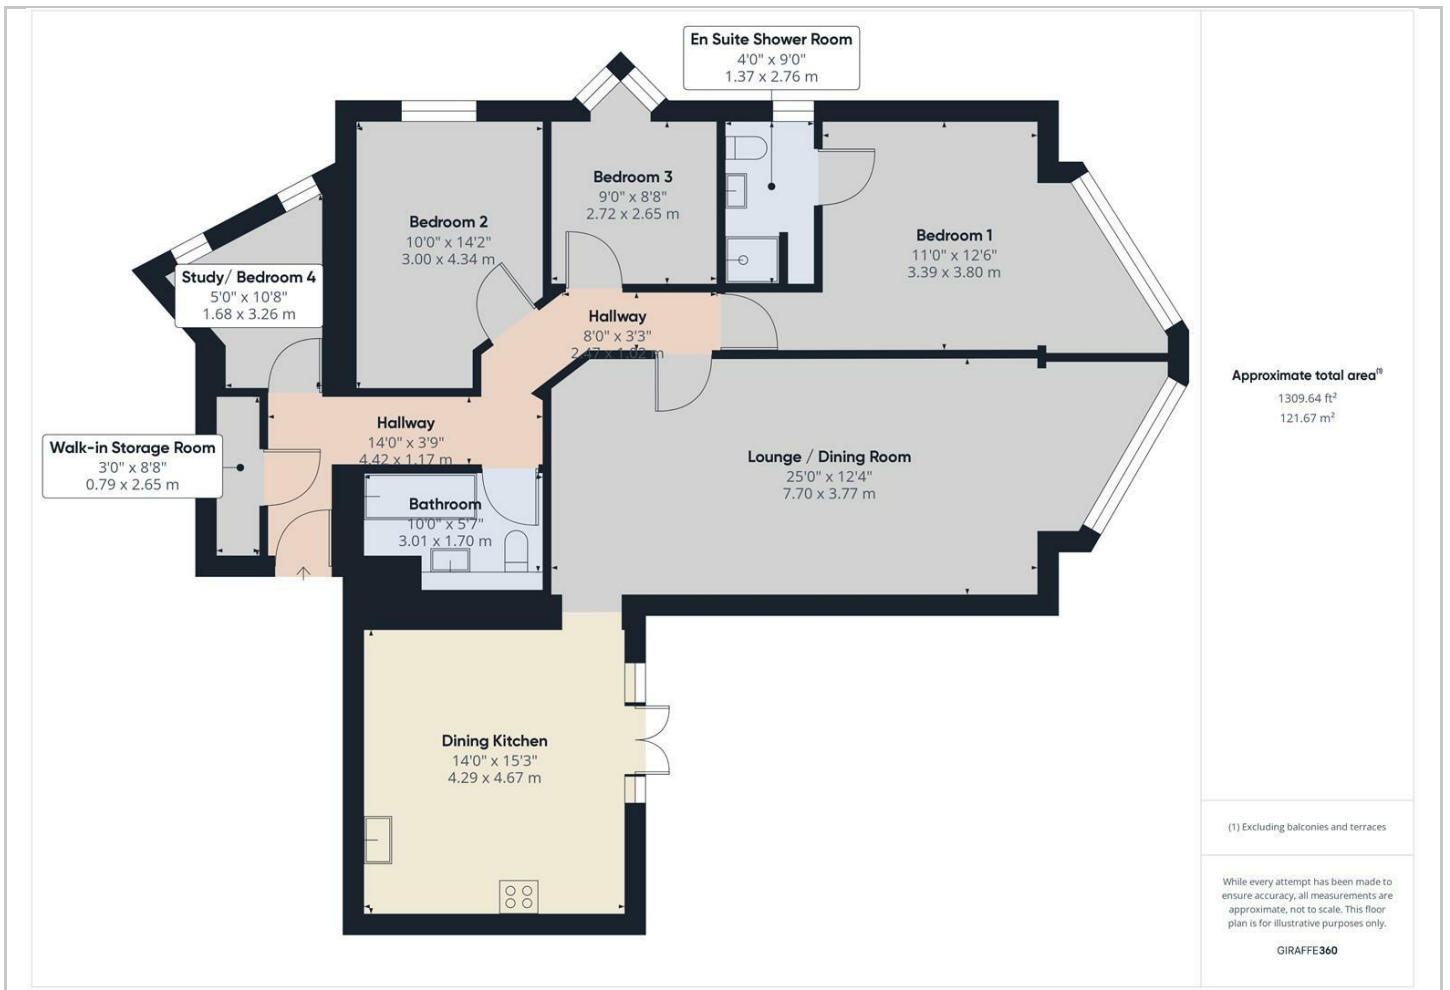 En Suite Shower Room
4'0" x 9'0"
1.37 x 2.76 m
Bedroom 3
9'0" x 8'8"
2.72 x 2.65 m
Bedroom 2
10'0" x 14'2"
3.00 x 4.34 m
Bedroom 1
11'0" x 12'6"
3.39 x 3.80 m
Study/ Bedroom 4
5'0" x 10'8"
1.68 x 3.26 m
Hallway
8'0" x 3'3"
2.47 x 1.02 m
Hallway
14'0" x 3'9"
4.42 x 1.17 m
Walk-in Storage Room
3'0" x 8'8"
0.79 x 2.65 m
Lounge / Dining Room
25'0" x 12'4"
7.70 x 3.77 m
Bathroom
10'0" x 5'7"
3.01 x 1.70 m
Dining Kitchen
14'0" x 15'3"
4.29 x 4.67 m
Approximate total area(1)
1309.64 ft²
121.67 m²
(1) Excluding balconies and terraces
While every attempt has been made to
ensure accuracy, all measurements are
approximate, not to scale. This floor
plan is for illustrative purposes only.
GIRAFFE360